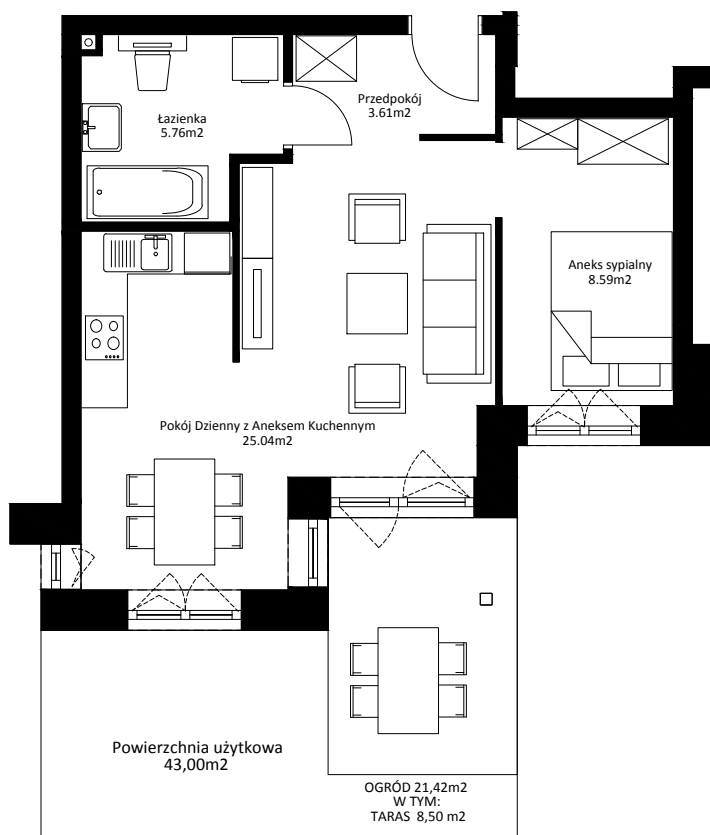 Łazienka
5.76m2
Przedpokój
3.61m2
Aneks sypialny
8.59m2
Pokój Dzienny z Aneksem Kuchennym
25.04m2
Powierzchnia użytkowa
43,00m2
OGRÓD 21,42m2
W TYM:
TARAS 8,50 m2